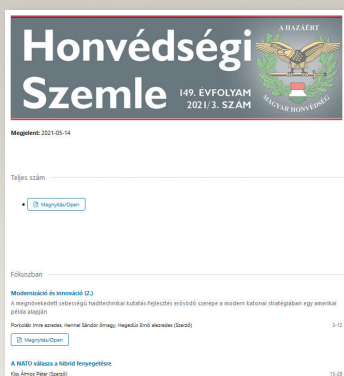 Honvédségi
Szemle
149. ÉVFOLYAM
2021/3. SZÁM
A HAZÁÉRT
MAGYAR HONVÉDSÉG
Megjelent: 2021-05-14
Teljes szám
Megnyitás/Open
Fókuszban
Modernizáció és innováció (2.)
A megnövekedett sebességű haditechnikai kutatás-fejlesztés erősödő szerepe a modern katonai stratégiában egy amerikai
példa alapján
Porkoláb Imre ezredes, Hennel Sándor őrnagy, Hegedűs Ernő alezredes (Szerző)
3-12
Megnyitás/Open
A NATO válasza a hibrid fenyegetésre
Kiss Álmos Péter (Szerző)
13-28